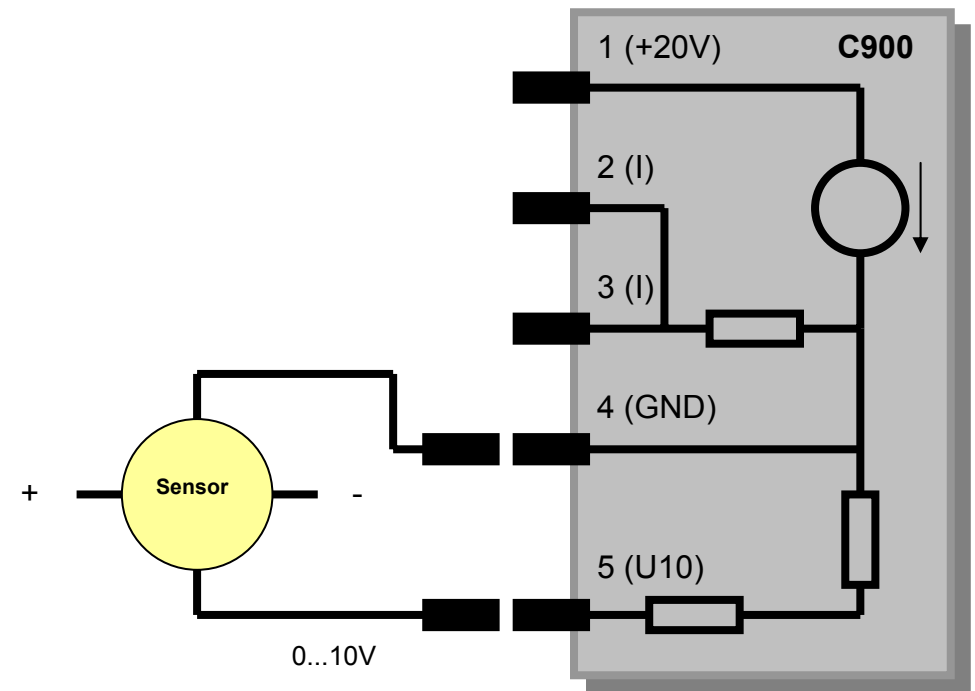 1 (+20V)
C900
2 (I)
3 (I)
4 (GND)
+
Sensor
-
5 (U10)
0...10V